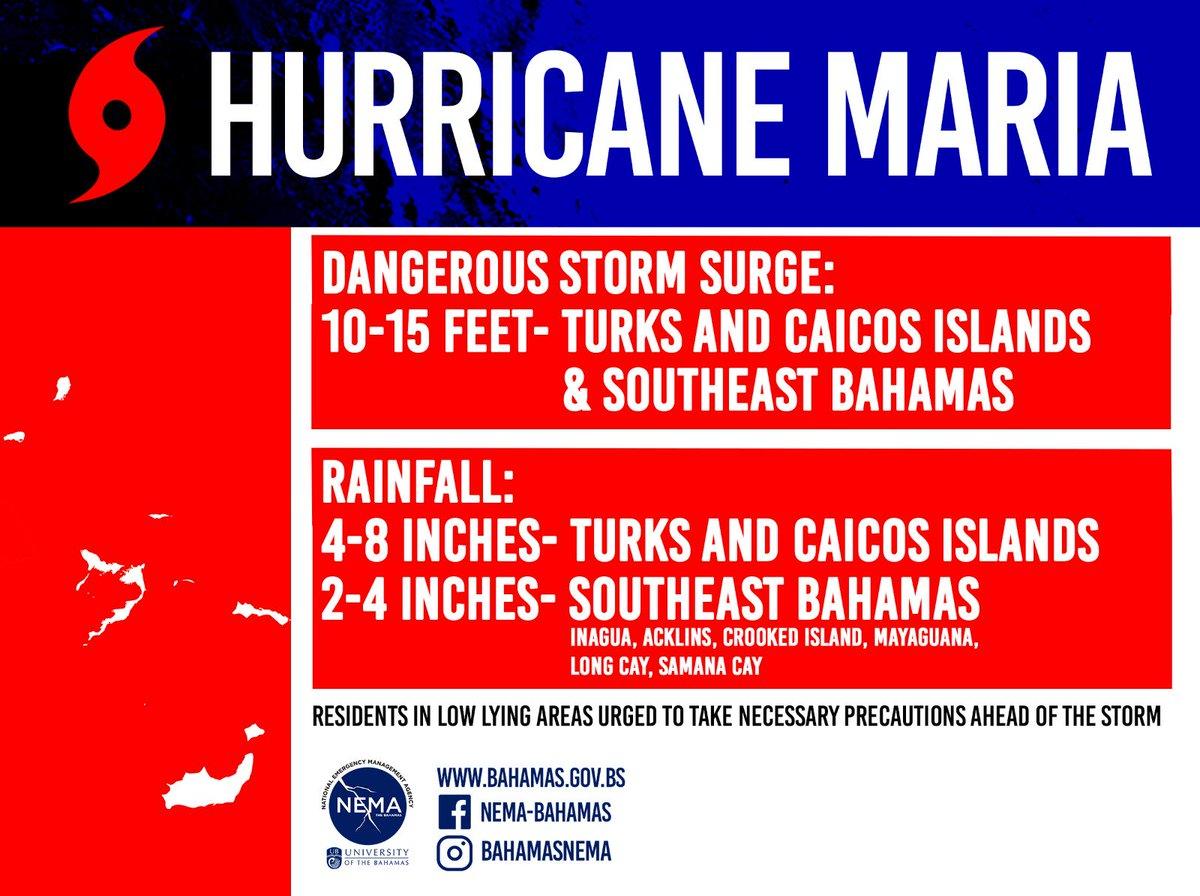 HURRICANE MARIA
DANGEROUS STORM SURGE:
10-15 FEET- TURKS AND CAICOS ISLANDS
& SOUTHEAST BAHAMAS
RAINFALL:
4-8 INCHES- TURKS AND CAICOS ISLANDS
2-4 INCHES- SOUTHEAST BAHAMAS
INAGUA, ACKLINS, CROOKED ISLAND, MAYAGUANA,
LONG CAY, SAMANA CAY
RESIDENTS IN LOW LYING AREAS URGED TO TAKE NECESSARY PRECAUTIONS AHEAD OF THE STORM
NATIONAL EMERGENCY MANAGEMENT AGENCY
NEMA
THE BAHAMAS
UB UNIVERSITY
OF THE BAHAMAS
WWW.BAHAMAS.GOV.BS
NEMA-BAHAMAS
BAHAMASNEMA